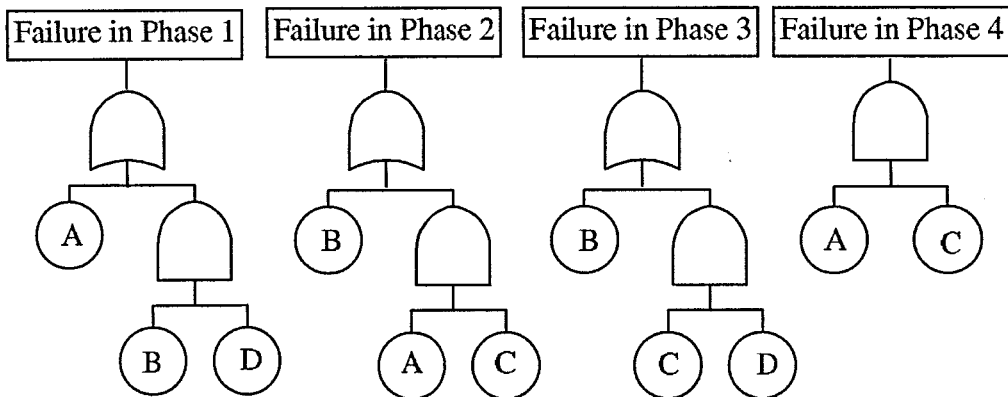 Failure in Phase 1
Failure in Phase 2
Failure in Phase 3
Failure in Phase 4
A
B
B
A
C
B
D
A
C
C
D